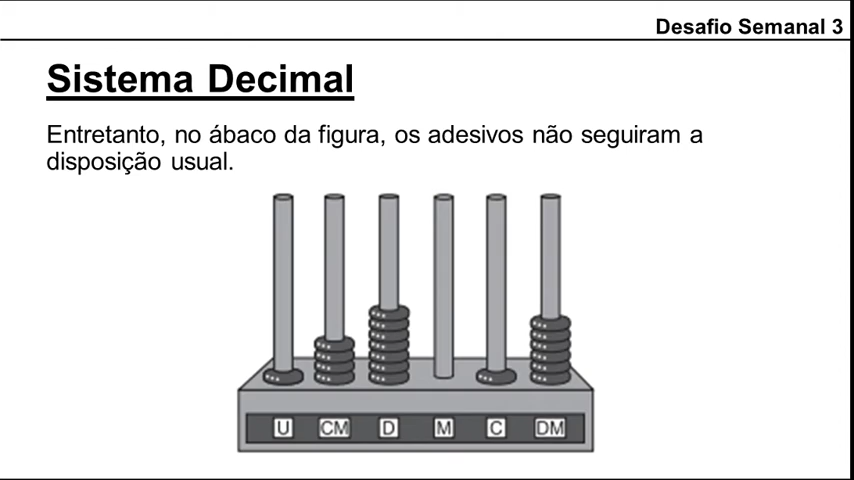 Desafio Semanal 3
Sistema Decimal
Entretanto, no ábaco da figura, os adesivos não seguiram a
disposição usual.
U CM D M C DM